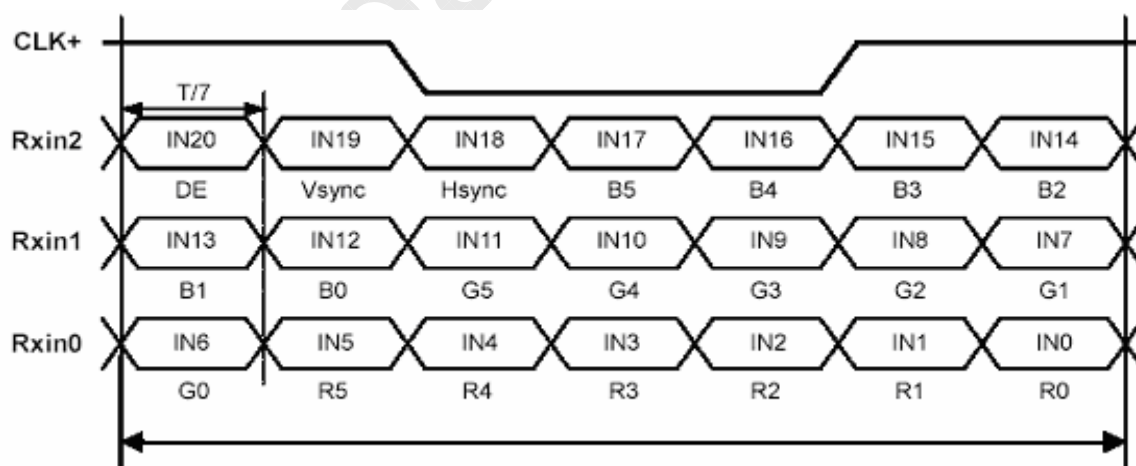 CLK+
T/7
Rxin2 IN20 IN19 IN18 IN17 IN16 IN15 IN14
DE Vsync Hsync B5 B4 B3 B2
Rxin1 IN13 IN12 IN11 IN10 IN9 IN8 IN7
B1 B0 G5 G4 G3 G2 G1
Rxin0 IN6 IN5 IN4 IN3 IN2 IN1 IN0
G0 R5 R4 R3 R2 R1 R0